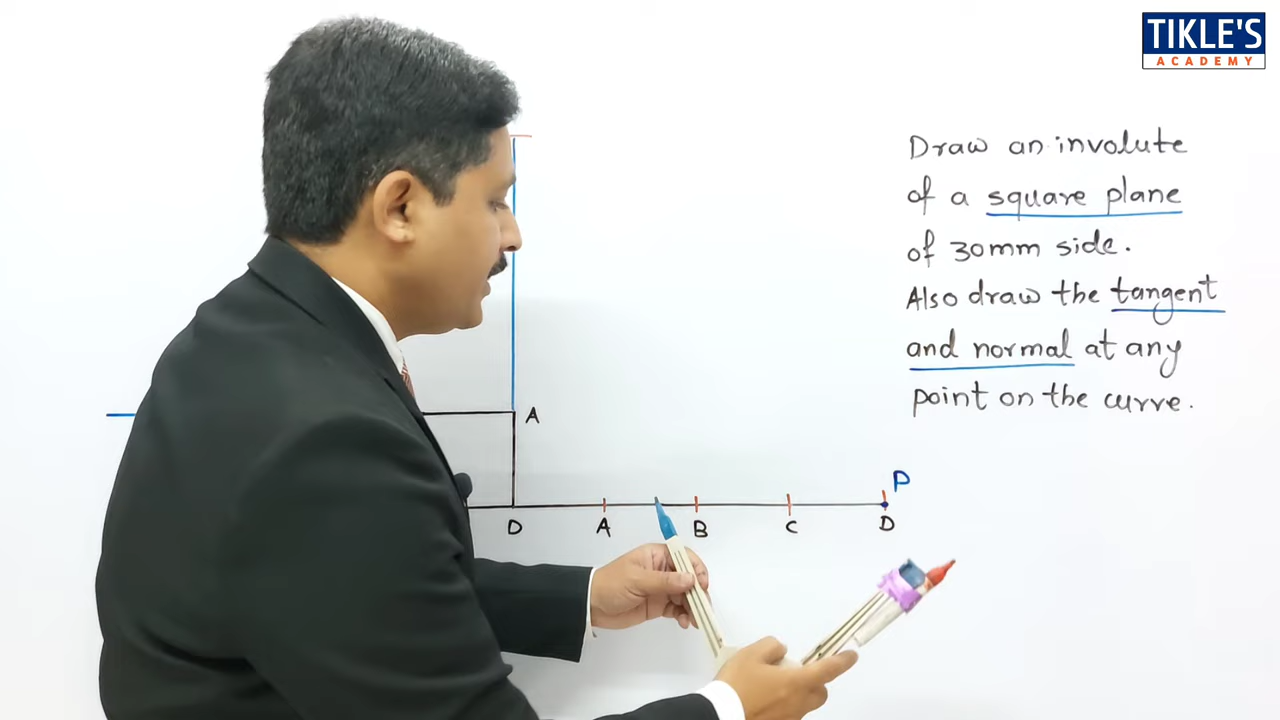 TIKLE'S
ACADEMY
Draw an involute
of a square plane
of 30mm side.
Also draw the tangent
and normal at any
point on the curve.
A
P
D A B C D